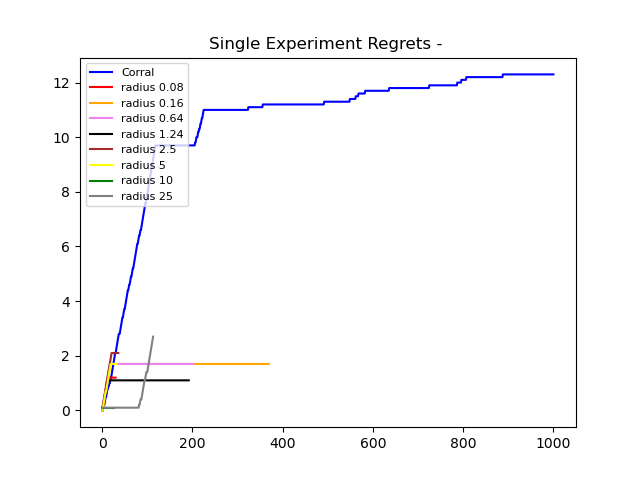 Single Experiment Regrets -
12
10
8
6
4
2
0
Corral
radius 0.08
radius 0.16
radius 0.64
radius 1.24
radius 2.5
radius 5
radius 10
radius 25
0 200 400 600 800 1000